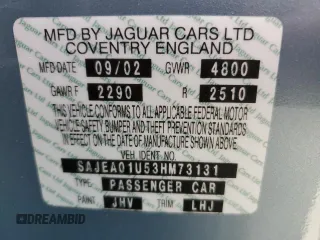 MFD BY JAGUAR CARS LTD
COVENTRY ENGLAND
MFD DATE 09/02 GVWR 4800
GAWR F 2290 R 2510
THIS VEHICLE CONFORMS TO ALL APPLICABLE FEDERAL MOTOR
VEHICLE SAFETY BUMPER AND THEFT PREVENTION STANDARDS
IN EFFECT ON THE DATE OF MANUFACTURE SHOWN ABOVE.
VEH. IDENT NO.
SAJEA01U53HM73131
TYPE PASSENGER CAR
PAINT JHV TRIM LHJ
DREAMBID